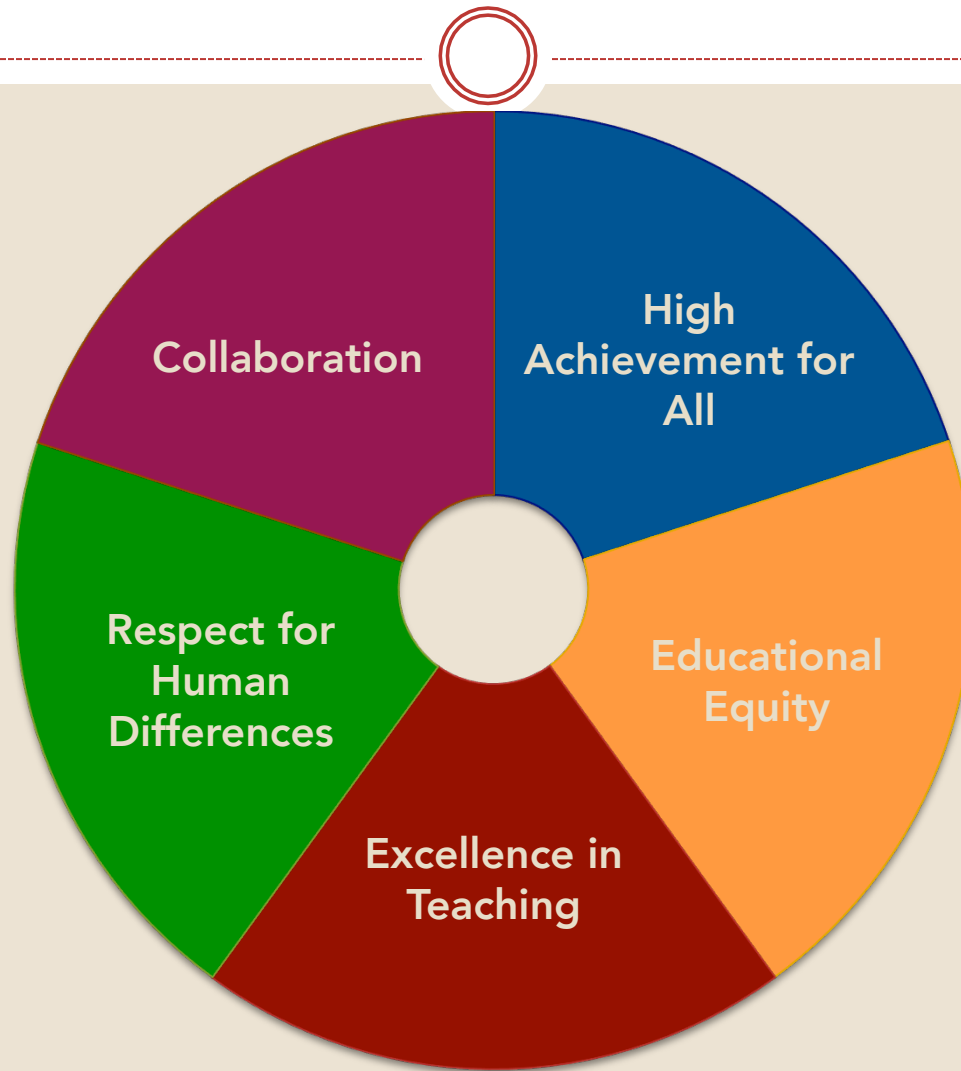 Collaboration
High
Achievement for
All
Respect for
Human
Differences
Educational
Equity
Excellence in
Teaching